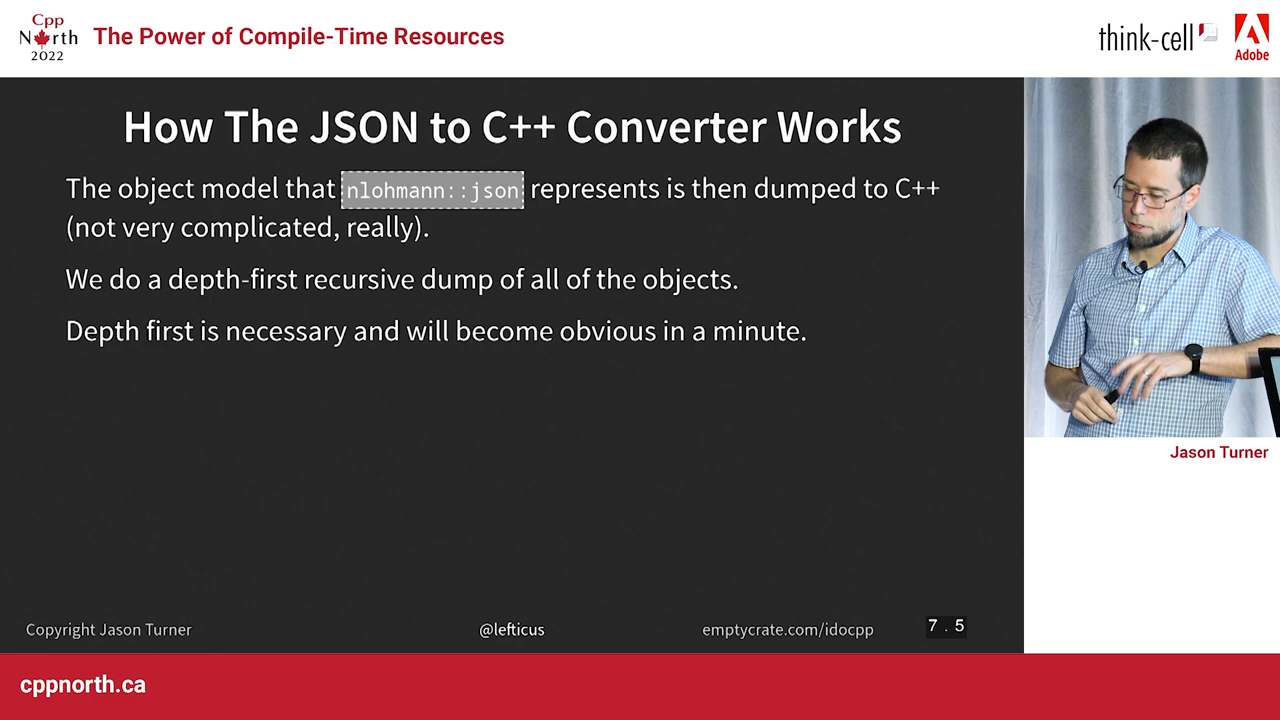 Cpp
North
2022
The Power of Compile-Time Resources
think-cell
Adobe
How The JSON to C++ Converter Works
The object model that nlohmann::json represents is then dumped to C++
(not very complicated, really).
We do a depth-first recursive dump of all of the objects.
Depth first is necessary and will become obvious in a minute.
Jason Turner
Copyright Jason Turner
@lefticus
emptycrate.com/idocpp
7 . 5
cppnorth.ca